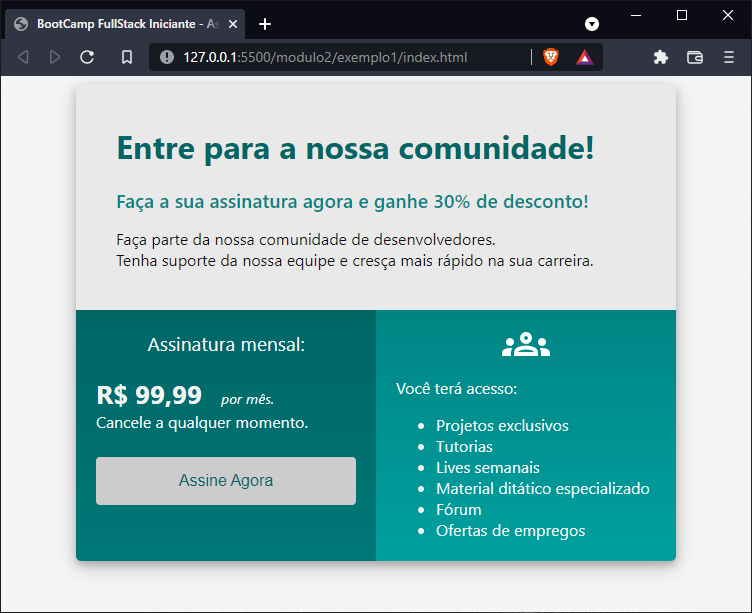 BootCamp FullStack Iniciante - As
127.0.0.1:5500/modulo2/exemplo1/index.html
Entre para a nossa comunidade!
Faça a sua assinatura agora e ganhe 30% de desconto!
Faça parte da nossa comunidade de desenvolvedores.
Tenha suporte da nossa equipe e cresça mais rápido na sua carreira.
Assinatura mensal:
R$ 99,99 por mês.
Cancele a qualquer momento.
Assine Agora
Você terá acesso:
Projetos exclusivos
Tutorias
Lives semanais
Material ditático especializado
Fórum
Ofertas de empregos